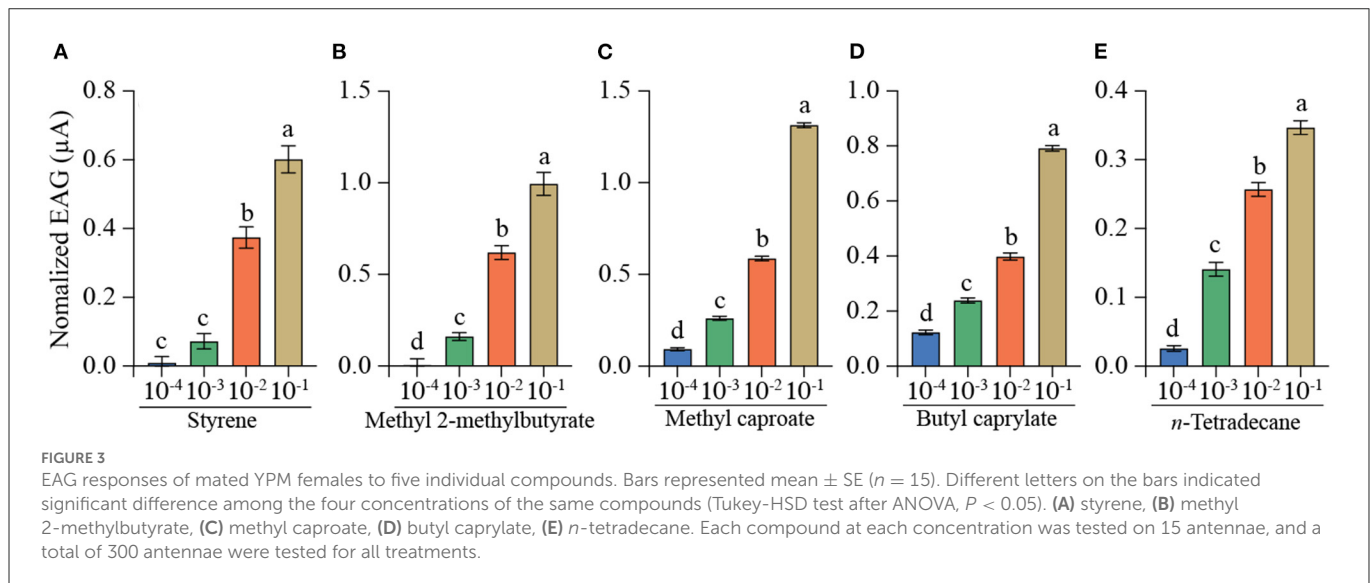 A
B
C
D
E
Nomalized EAG (µA)
0.8
0.6
0.4
0.2
0.0
c
c
b
a
10-4 10-3 10-2 10-1
Styrene
1.5
1.0
0.5
0.0
d
c
b
a
10-4 10-3 10-2 10-1
Methyl 2-methylbutyrate
1.5
1.0
0.5
0.0
d
c
b
a
10-4 10-3 10-2 10-1
Methyl caproate
1.0
0.8
0.6
0.4
0.2
0.0
d
c
b
a
10-4 10-3 10-2 10-1
Butyl caprylate
0.4
0.3
0.2
0.1
0.0
d
c
b
a
10-4 10-3 10-2 10-1
n-Tetradecane
FIGURE 3
EAG responses of mated YPM females to five individual compounds. Bars represented mean ± SE (n = 15). Different letters on the bars indicated
significant difference among the four concentrations of the same compounds (Tukey-HSD test after ANOVA, P < 0.05). (A) styrene, (B) methyl
2-methylbutyrate, (C) methyl caproate, (D) butyl caprylate, (E) n-tetradecane. Each compound at each concentration was tested on 15 antennae, and a
total of 300 antennae were tested for all treatments.